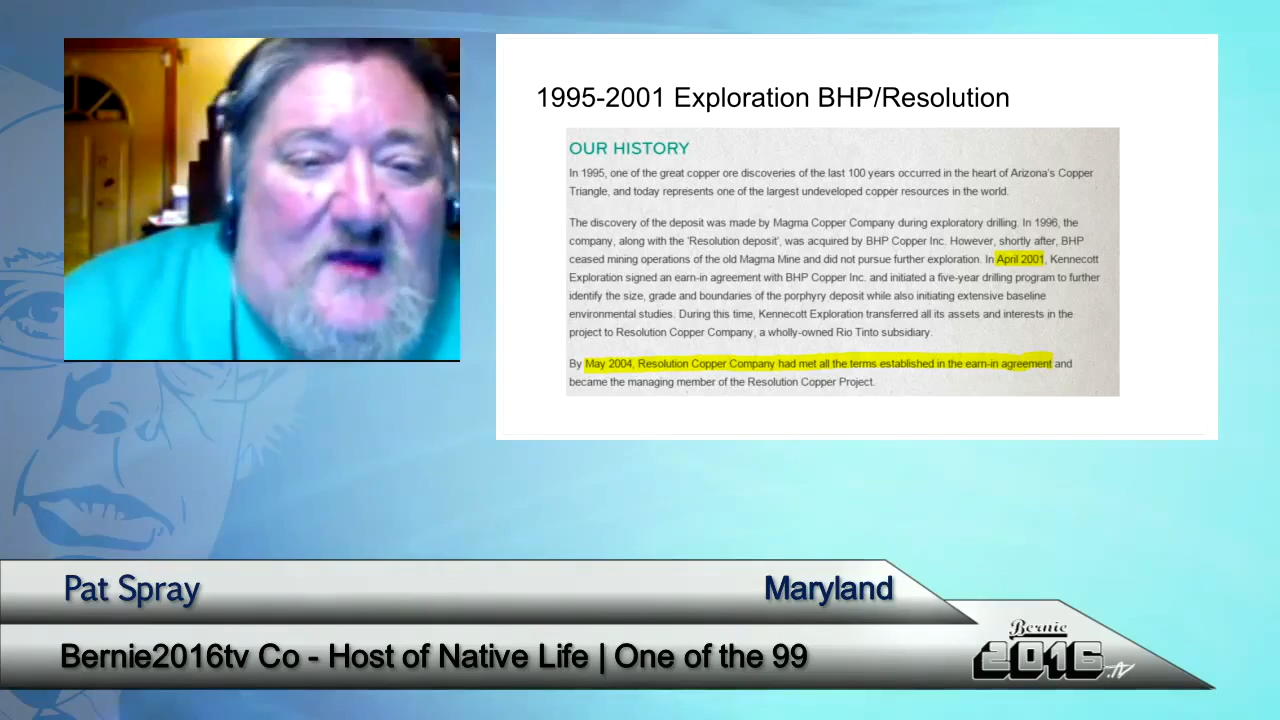 1995-2001 Exploration BHP/Resolution
OUR HISTORY
In 1995, one of the great copper ore discoveries of the last 100 years occurred in the heart of Arizona's Copper
Triangle, and today represents one of the largest undeveloped copper resources in the world.
The discovery of the deposit was made by Magma Copper Company during exploratory drilling. In 1996, the
company, along with the 'Resolution deposit', was acquired by BHP Copper Inc. However, shortly after, BHP
ceased mining operations of the old Magma Mine and did not pursue further exploration. In April 2001, Kennecott
Exploration signed an earn-in agreement with BHP Copper Inc. and initiated a five-year drilling program to further
identify the size, grade and boundaries of the porphyry deposit while also initiating extensive baseline
environmental studies. During this time, Kennecott Exploration transferred all its assets and interests in the
project to Resolution Copper Company, a wholly-owned Rio Tinto subsidiary.
By May 2004, Resolution Copper Company had met all the terms established in the earn-in agreement and
became the managing member of the Resolution Copper Project.
Pat Spray
Maryland
Bernie2016tv Co - Host of Native Life | One of the 99
Bernie
2016.tv